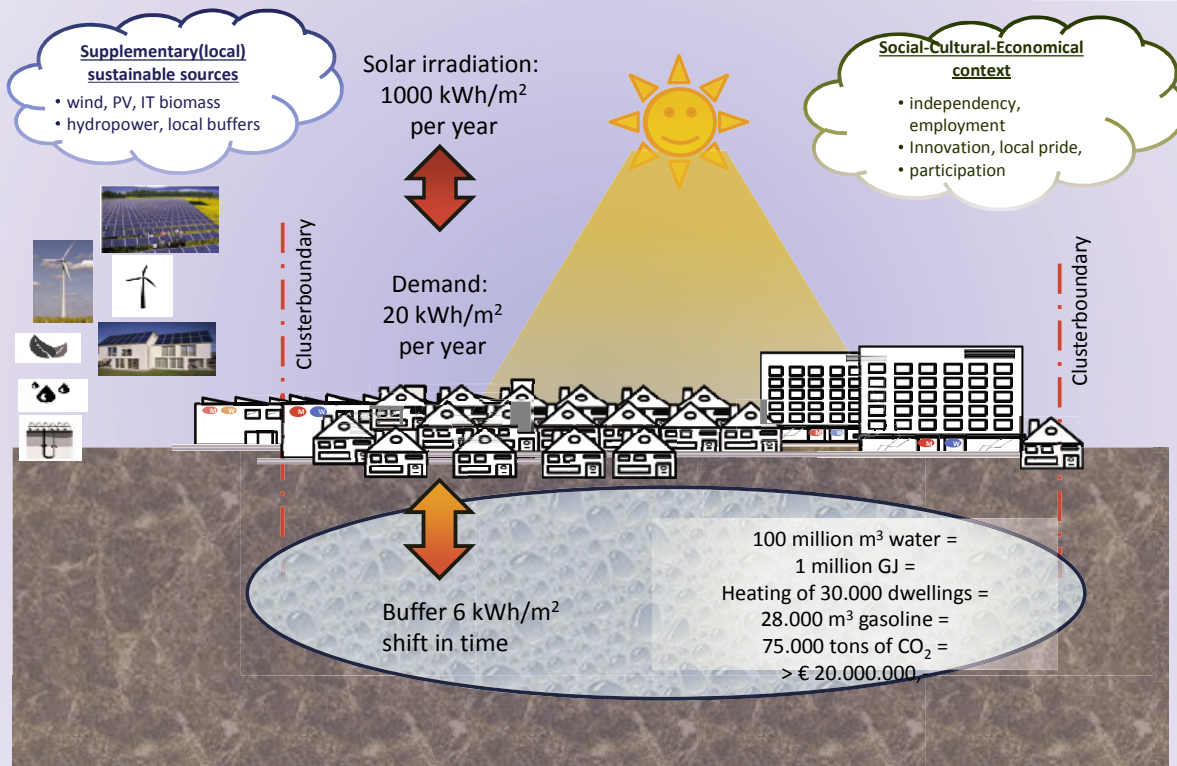 Supplementary(local)
sustainable sources
• wind, PV, IT biomass
• hydropower, local buffers
Solar irradiation:
1000 kWh/m²
per year
Social-Cultural-Economical
context
• independency,
employment
• Innovation, local pride,
• participation
Clusterboundary
Demand:
20 kWh/m²
per year
Clusterboundary
M W
M W
M W
M W
Buffer 6 kWh/m²
shift in time
100 million m³ water =
1 million GJ =
Heating of 30.000 dwellings =
28.000 m³ gasoline =
75.000 tons of CO₂ =
> € 20.000.000,-